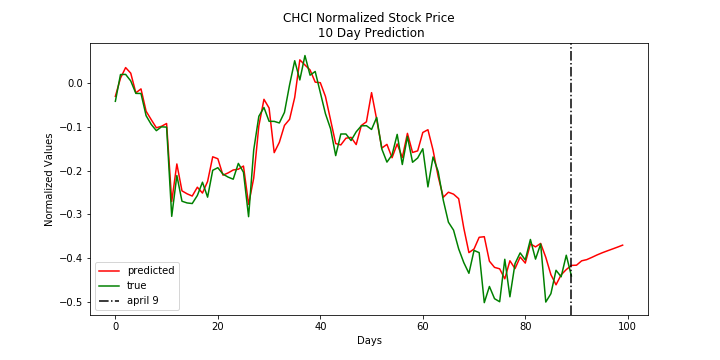 CHCI Normalized Stock Price
10 Day Prediction
Normalized Values
0.0
−0.1
−0.2
−0.3
−0.4
−0.5
predicted
true
april 9
0 20 40 60 80 100
Days